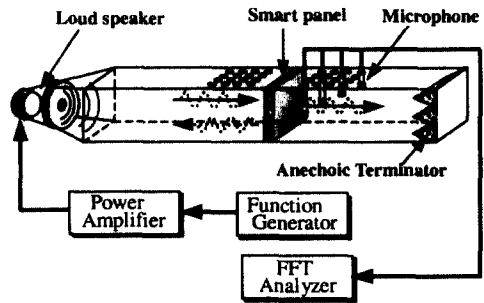 Loud speaker
Smart panel
Microphone
Anechoic Terminator
Power
Amplifier
Function
Generator
FFT
Analyzer